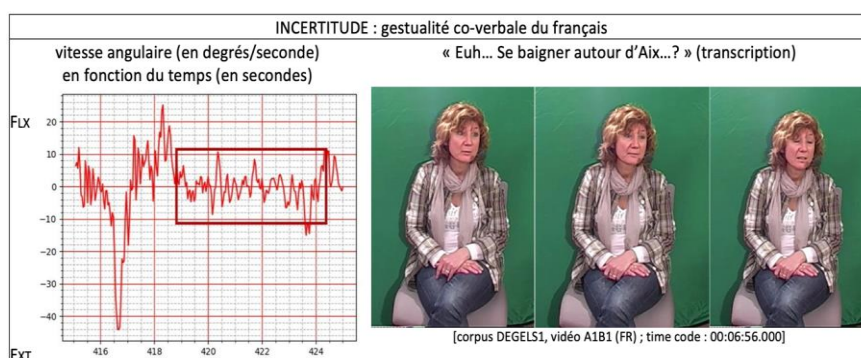 INCERTITUDE : gestualité co-verbale du français
vitesse angulaire (en degrés/seconde)
en fonction du temps (en secondes)
« Euh… Se baigner autour d’Aix…? » (transcription)
FLX
20
10
0
−10
−20
−30
−40
EXT
416 418 420 422 424
[corpus DEGELS1, vidéo A1B1 (FR) ; time code : 00:06:56.000]